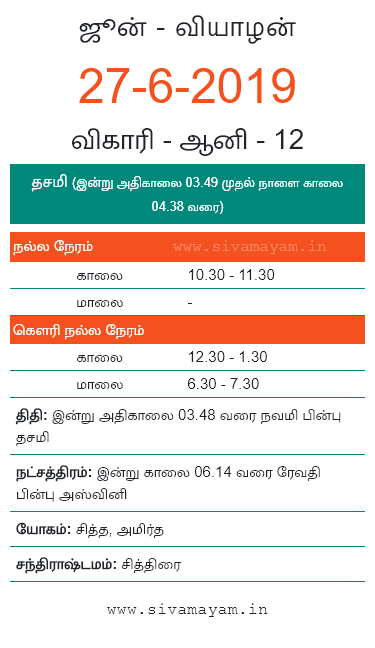 ஜூன் - வியாழன்
27-6-2019
விகாரி - ஆனி - 12
தசமி (இன்று அதிகாலை 03.49 முதல் நாளை காலை
04.38 வரை)
நல்ல நேரம் www.sivamayam.in
காலை 10.30 - 11.30
மாலை -
கௌரி நல்ல நேரம்
காலை 12.30 - 1.30
மாலை 6.30 - 7.30
திதி: இன்று அதிகாலை 03.48 வரை நவமி பின்பு
தசமி
நட்சத்திரம்: இன்று காலை 06.14 வரை ரேவதி
பின்பு அஸ்வினி
யோகம்: சித்த, அமிர்த
சந்திராஷ்டமம்: சித்திரை
www.sivamayam.in